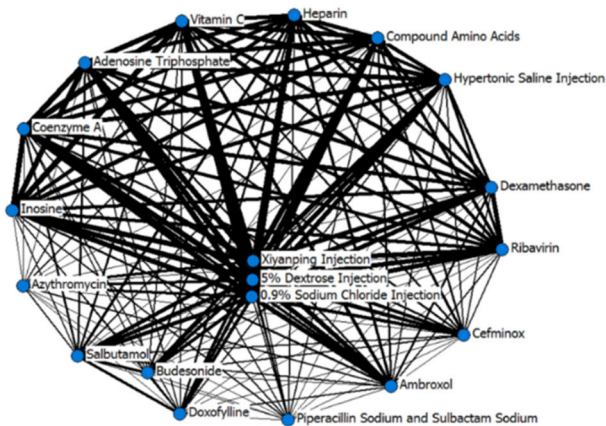 Vitamin C
Heparin
Compound Amino Acids
Adenosine Triphosphate
Hypertonic Saline Injection
Coenzyme A
Dexamethasone
Inosine
Ribavirin
Xiyanping Injection
5% Dextrose Injection
0.9% Sodium Chloride Injection
Azythromycin
Cefminox
Salbutamol
Budesonide
Ambroxol
Doxofylline
Piperacillin Sodium and Sulbactam Sodium